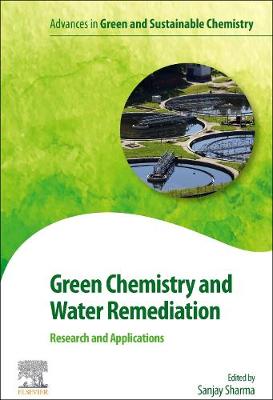 Advances in Green and Sustainable Chemistry
Green Chemistry and
Water Remediation
Research and Applications
ELSEVIER
Edited by
Sanjay Sharma